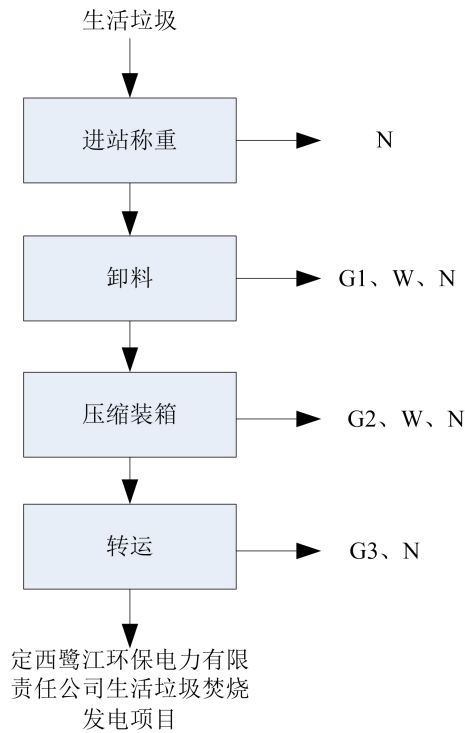 生活垃圾
进站称重
N
卸料
G1、W、N
压缩装箱
G2、W、N
转运
G3、N
定西鹭江环保电力有限
责任公司生活垃圾焚烧
发电项目